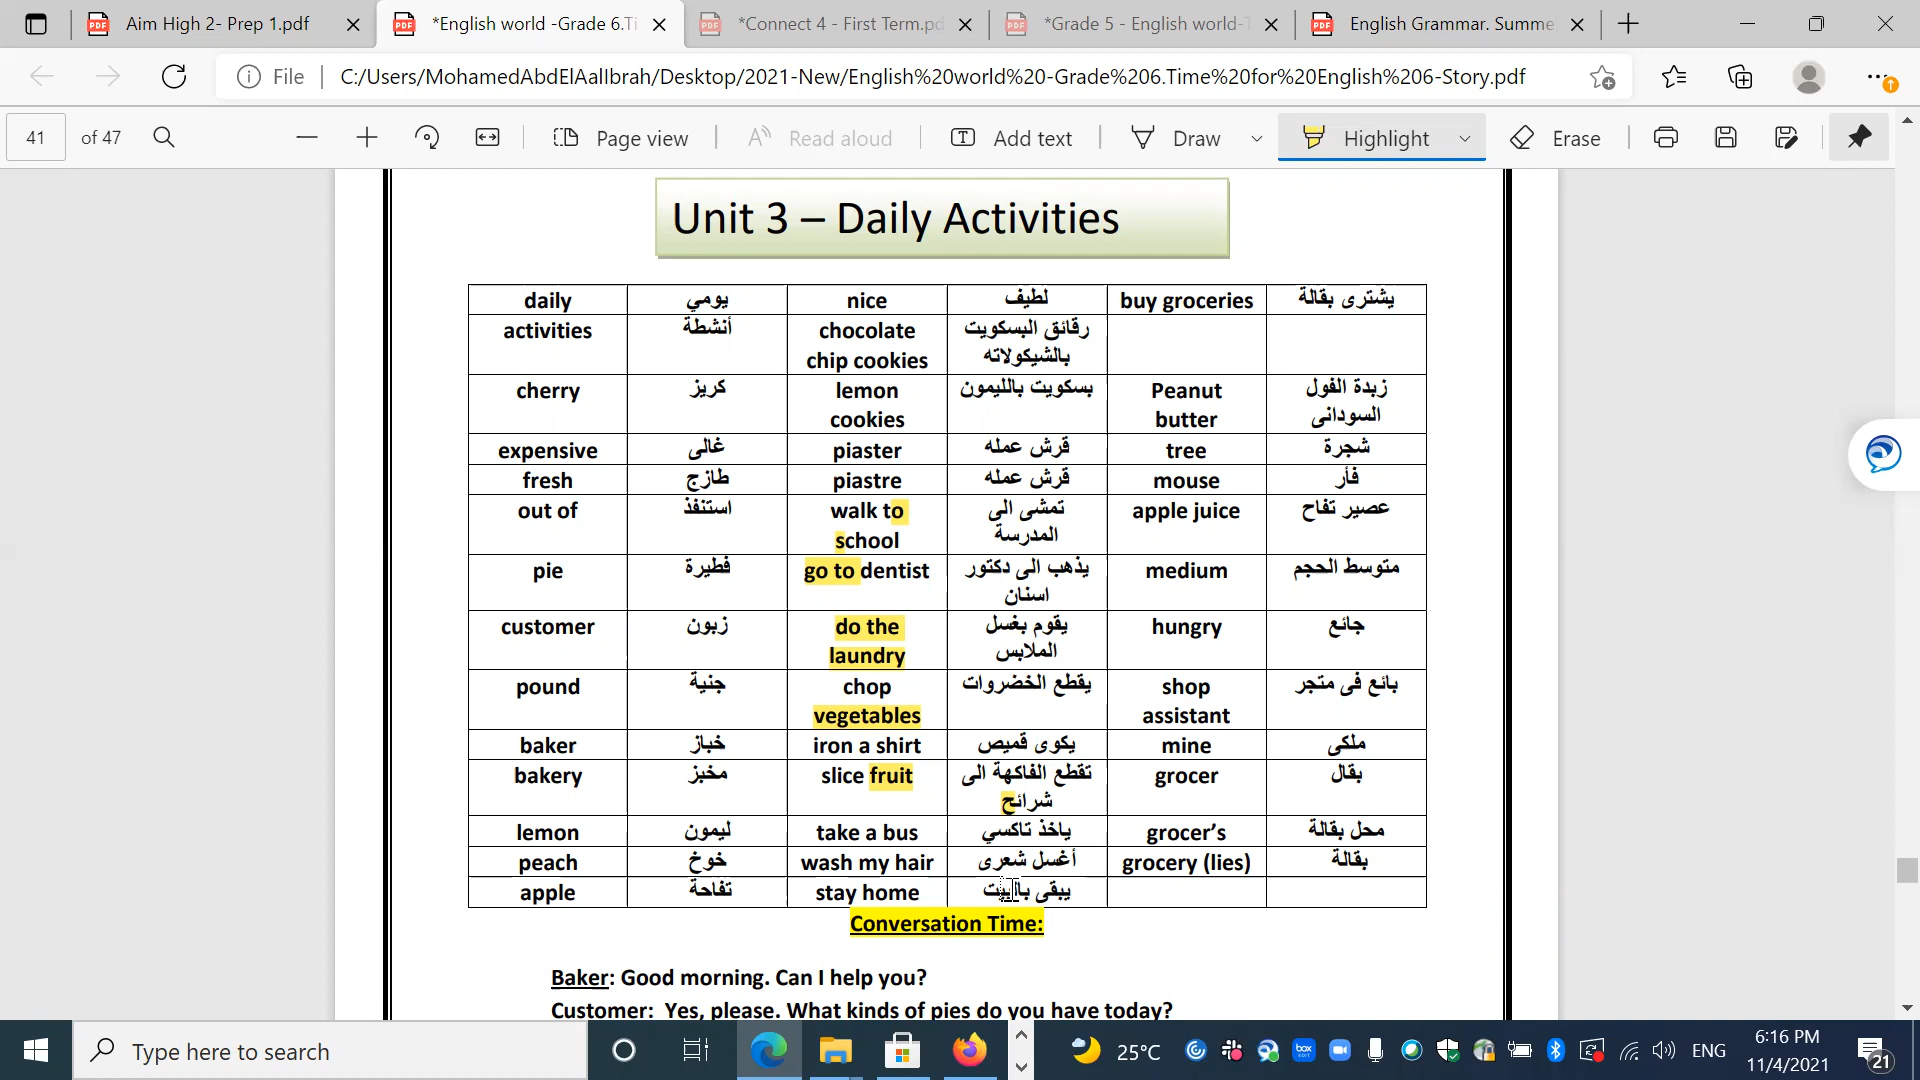 Aim High 2- Prep 1.pdf
*English world -Grade 6.Ti
*Connect 4 - First Term.pd
*Grade 5 - English world-T
English Grammar. Summe
File
C:/Users/MohamedAbdElAalIbrah/Desktop/2021-New/English%20world%20-Grade%206.Time%20for%20English%206-Story.pdf
41 of 47
Page view
Read aloud
Add text
Draw
Highlight
Erase
Unit 3 – Daily Activities
daily يومي nice لطيف buy groceries يشترى بقالة
activities أنشطة chocolate رقائق البسكويت
chip cookies بالشيكولاته
cherry كريز lemon بسكويت بالليمون Peanut زبدة الفول
cookies butter السودانى
expensive غالى piaster قرش عمله tree شجرة
fresh طازج piastre قرش عمله mouse فأر
out of استنفذ walk to تمشى الى apple juice عصير تفاح
school المدرسة
pie فطيرة go to dentist يذهب الى دكتور medium متوسط الحجم
اسنان
customer زبون do the يقوم بغسل hungry جائع
laundry الملابس
pound جنية chop يقطع الخضروات shop بائع فى متجر
vegetables assistant
baker خباز iron a shirt يكوى قميص mine ملكى
bakery مخبز slice fruit تقطع الفاكهة الى grocer بقال
شرائح
lemon ليمون take a bus ياخذ تاكسي grocer’s محل بقالة
peach خوخ wash my hair أغسل شعرى grocery (lies) بقالة
apple تفاحة stay home يبقى بالبيت
Conversation Time:
Baker: Good morning. Can I help you?
Customer: Yes, please. What kinds of pies do you have today?
Type here to search
25°C
box
EDIT
ENG
6:16 PM
11/4/2021
21